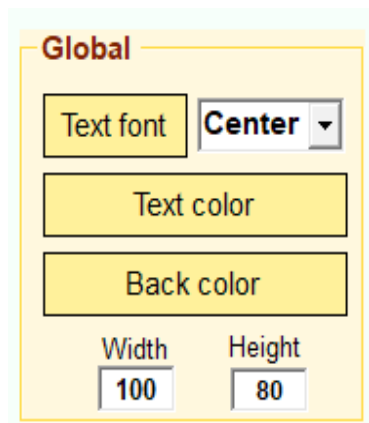 Global
Text font Center
Text color
Back color
Width Height
100 80